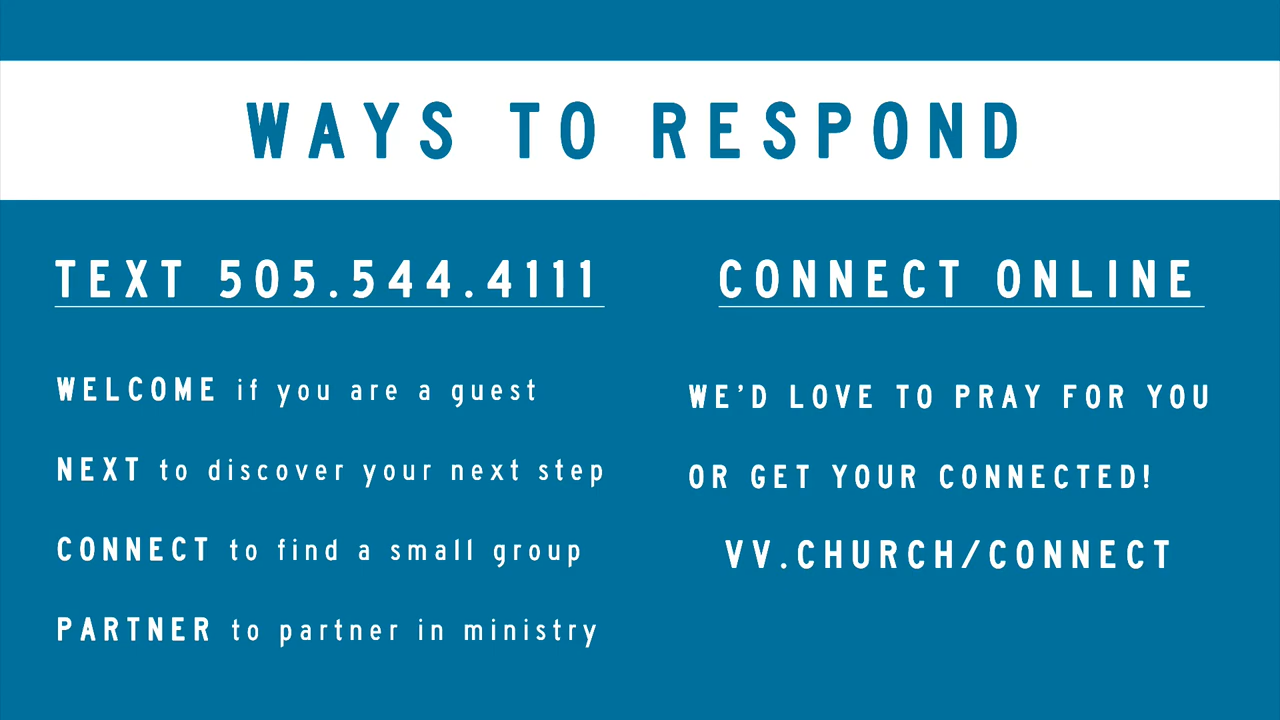 WAYS TO RESPOND
TEXT 505.544.4111
WELCOME if you are a guest
NEXT to discover your next step
CONNECT to find a small group
PARTNER to partner in ministry
CONNECT ONLINE
WE'D LOVE TO PRAY FOR YOU
OR GET YOUR CONNECTED!
VV.CHURCH/CONNECT